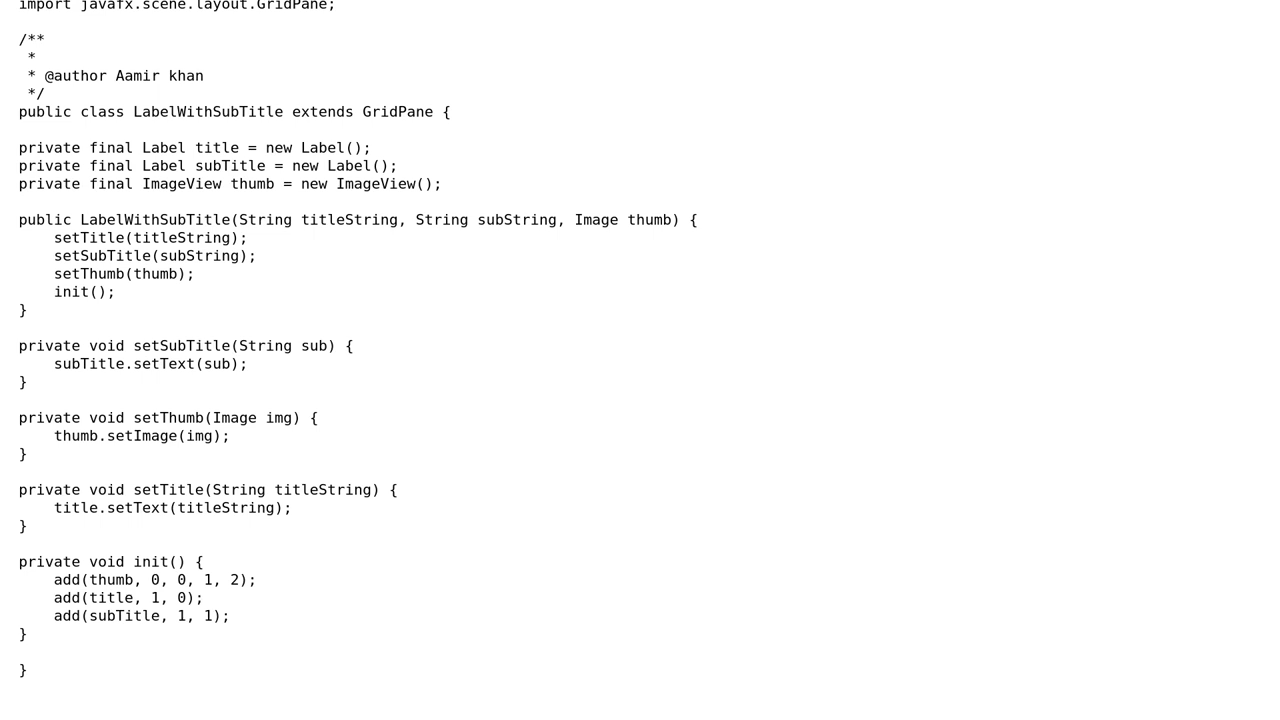 import javafx.scene.layout.GridPane;

/**
 *
 * @author Aamir khan
 */
public class LabelWithSubTitle extends GridPane {

private final Label title = new Label();
private final Label subTitle = new Label();
private final ImageView thumb = new ImageView();

public LabelWithSubTitle(String titleString, String subString, Image thumb) {
    setTitle(titleString);
    setSubTitle(subString);
    setThumb(thumb);
    init();
}

private void setSubTitle(String sub) {
    subTitle.setText(sub);
}

private void setThumb(Image img) {
    thumb.setImage(img);
}

private void setTitle(String titleString) {
    title.setText(titleString);
}

private void init() {
    add(thumb, 0, 0, 1, 2);
    add(title, 1, 0);
    add(subTitle, 1, 1);
}

}